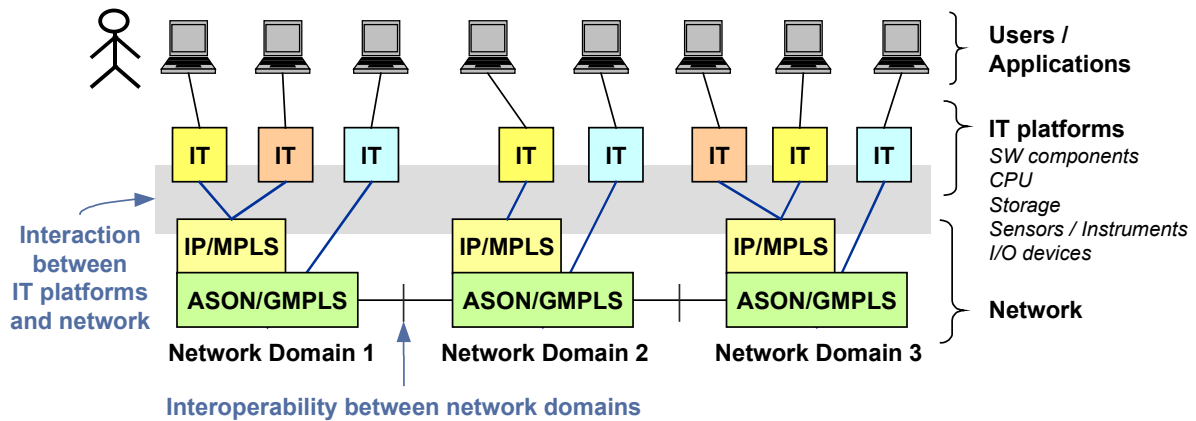 Users /
Applications
IT
IT
IT
IT
IT
IT
IT
IT
IT platforms
SW components
CPU
Storage
Sensors / Instruments
I/O devices
Interaction
between
IT platforms
and network
IP/MPLS
IP/MPLS
IP/MPLS
ASON/GMPLS
ASON/GMPLS
ASON/GMPLS
Network
Network Domain 1
Network Domain 2
Network Domain 3
Interoperability between network domains